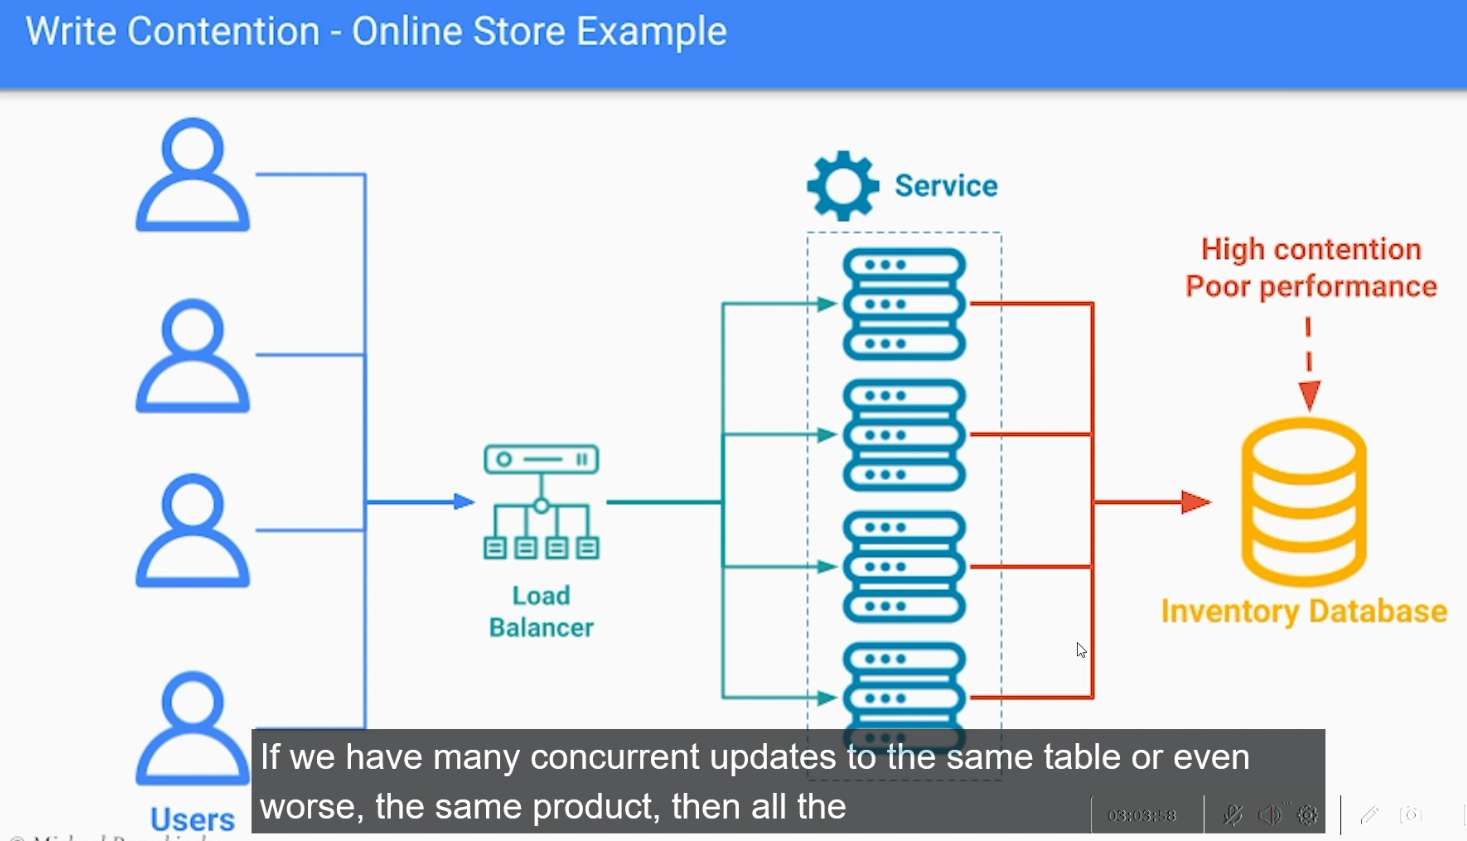 Write Contention - Online Store Example
Service
High contention
Poor performance
Load
Balancer
Inventory Database
If we have many concurrent updates to the same table or even
worse, the same product, then all the
Users
03:03:58